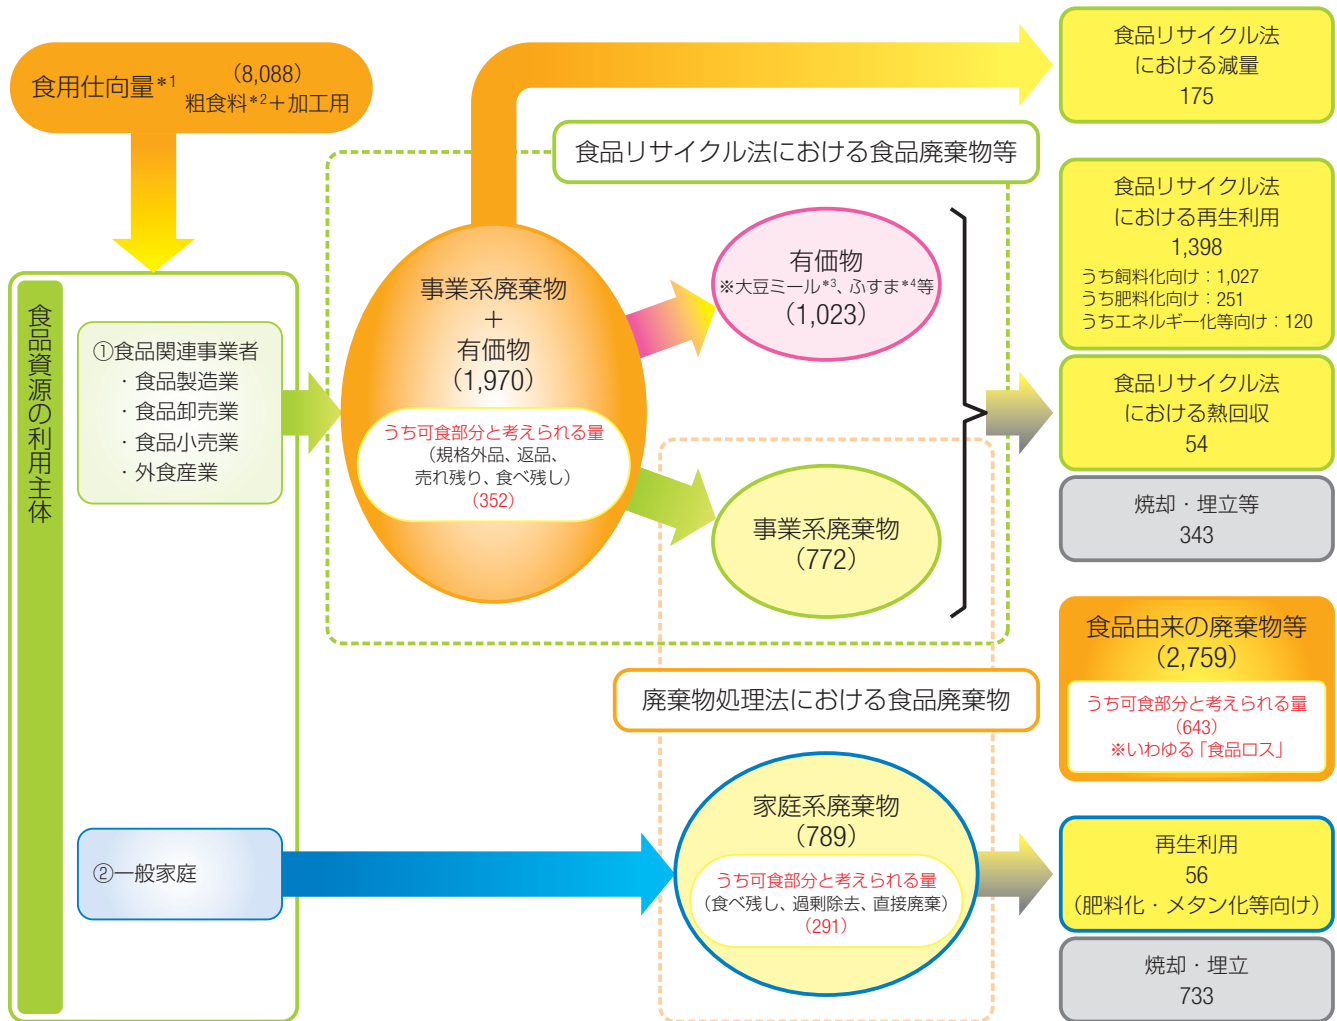 食用仕向量*1
（8,088）
粗食料*2＋加工用
食品リサイクル法
における減量
175
食品リサイクル法における食品廃棄物等
食品リサイクル法
における再生利用
1,398
うち飼料化向け：1,027
うち肥料化向け：251
うちエネルギー化等向け：120
食品資源の利用主体
①食品関連事業者
・食品製造業
・食品卸売業
・食品小売業
・外食産業
事業系廃棄物
＋
有価物
（1,970）
うち可食部分と考えられる量
（規格外品、返品、
売れ残り、食べ残し）
（352）
有価物
※大豆ミール*3、ふすま*4等
（1,023）
事業系廃棄物
（772）
食品リサイクル法
における熱回収
54
焼却・埋立等
343
食品由来の廃棄物等
（2,759）
うち可食部分と考えられる量
（643）
※いわゆる「食品ロス」
廃棄物処理法における食品廃棄物
②一般家庭
家庭系廃棄物
（789）
うち可食部分と考えられる量
（食べ残し、過剰除去、直接廃棄）
（291）
再生利用
56
（肥料化・メタン化等向け）
焼却・埋立
733